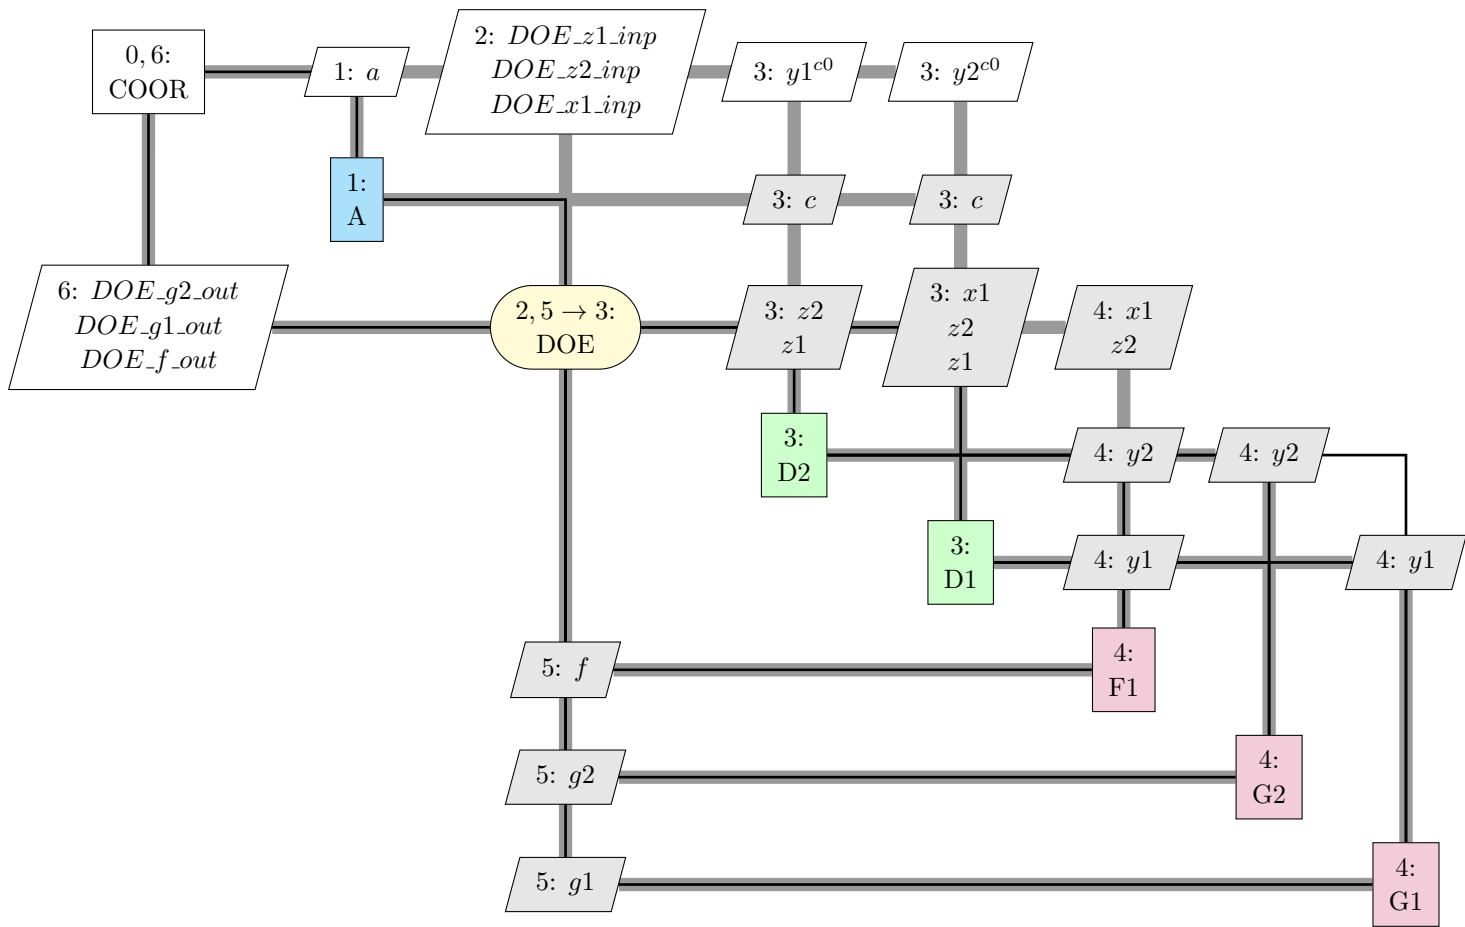 0, 6:
COOR
1: a
2: DOE_z1_inp
DOE_z2_inp
DOE_x1_inp
3: y1^c0
3: y2^c0
1:
A
3: c
3: c
6: DOE_g2_out
DOE_g1_out
DOE_f_out
2, 5 → 3:
DOE
3: z2
z1
3: x1
z2
z1
4: x1
z2
3:
D2
4: y2
4: y2
3:
D1
4: y1
4: y1
5: f
4:
F1
5: g2
4:
G2
5: g1
4:
G1